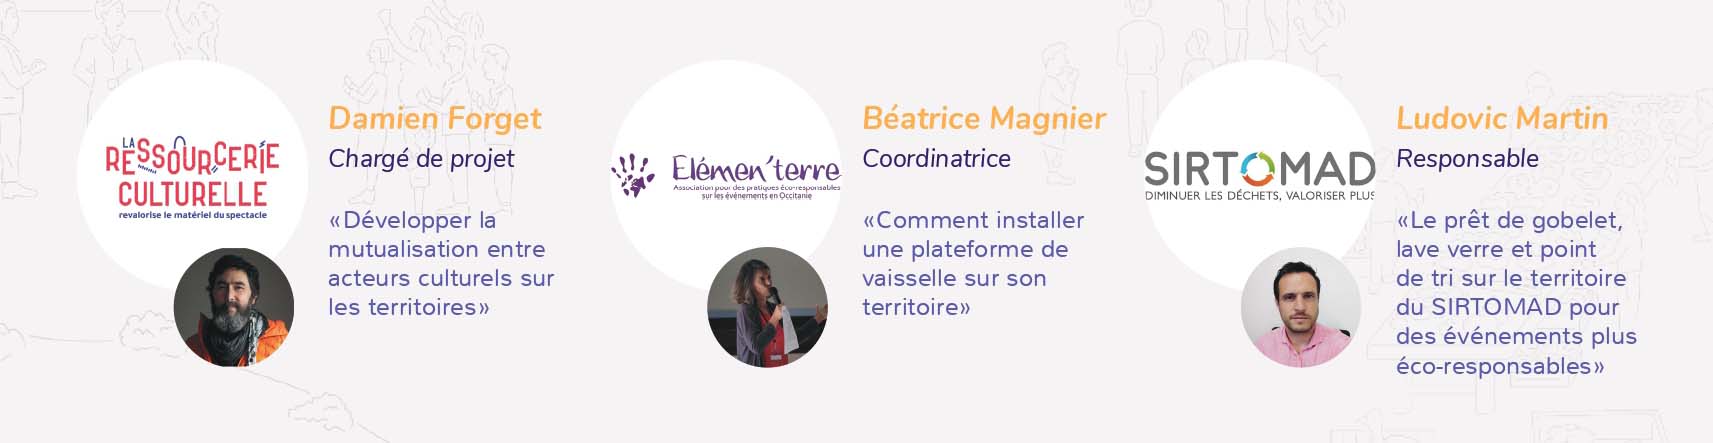 LA
RESSOURCERIE
CULTURELLE
revalorise le matériel du spectacle
Damien Forget
Chargé de projet
«Développer la
mutualisation entre
acteurs culturels sur
les territoires»
Elémen'terre
Association pour des pratiques éco-responsables
sur les événements en Occitanie
Béatrice Magnier
Coordinatrice
«Comment installer
une plateforme de
vaisselle sur son
territoire»
SIRTOMAD
DIMINUER LES DÉCHETS, VALORISER PLUS
Ludovic Martin
Responsable
«Le prêt de gobelet,
lave verre et point
de tri sur le territoire
du SIRTOMAD pour
des événements plus
éco-responsables»